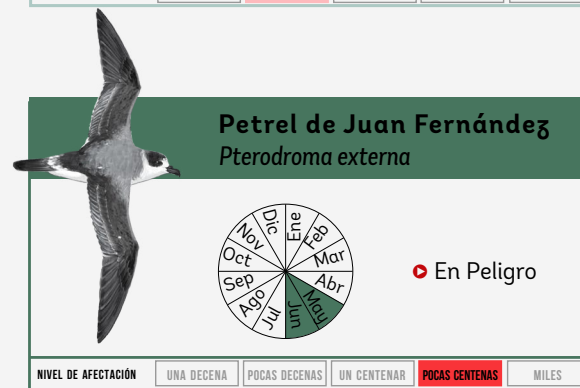 Petrel de Juan Fernández
Pterodroma externa
Ene
Feb
Mar
Abr
May
Jun
Jul
Ago
Sep
Oct
Nov
Dic
En Peligro
NIVEL DE AFECTACIÓN UNA DECENA POCAS DECENAS UN CENTENAR POCAS CENTENAS MILES